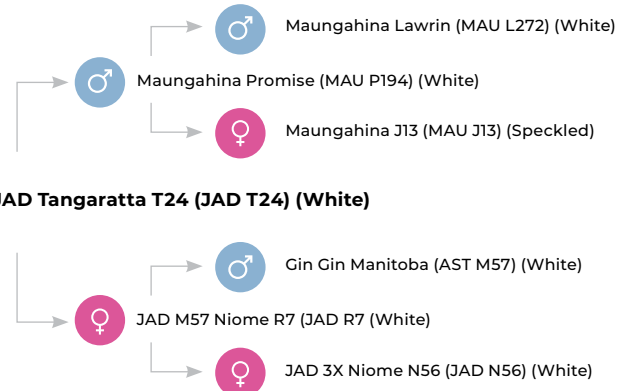 Maungahina Lawrin (MAU L272) (White)
Maungahina Promise (MAU P194) (White)
Maungahina J13 (MAU J13) (Speckled)
JAD Tangaratta T24 (JAD T24) (White)
Gin Gin Manitoba (AST M57) (White)
JAD M57 Niome R7 (JAD R7 (White)
JAD 3X Niome N56 (JAD N56) (White)